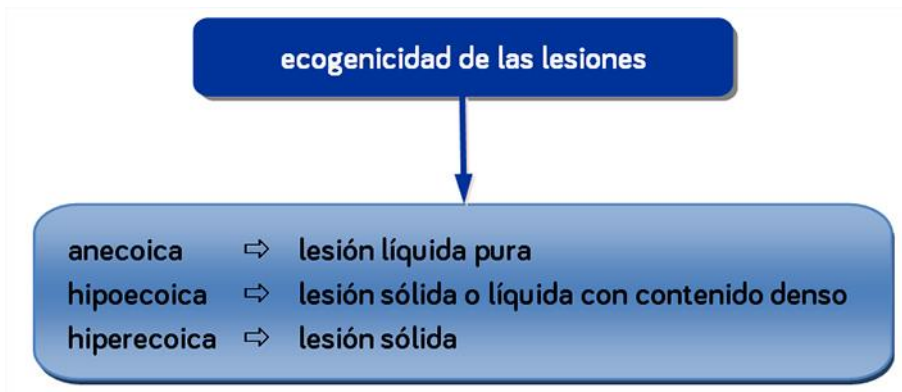 ecogenicidad de las lesiones
anecoica ⇨ lesión líquida pura
hipoecoica ⇨ lesión sólida o líquida con contenido denso
hiperecoica ⇨ lesión sólida